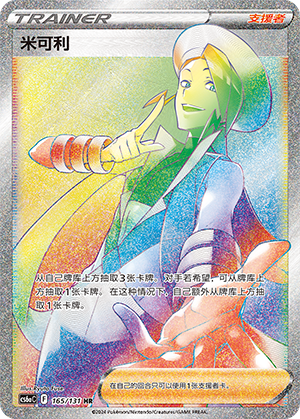 TRAINER
支援者
米可利
从自己牌库上方抽取3张卡牌。对手若希望，可从牌库上
方抽取1张卡牌。在这种情况下，自己额外从牌库上方抽
取1张卡牌。
在自己的回合只可以使用1张支援者卡。
CS6aC G 165/131 HR
©2024 Pokémon/Nintendo/Creatures/GAME FREAK.